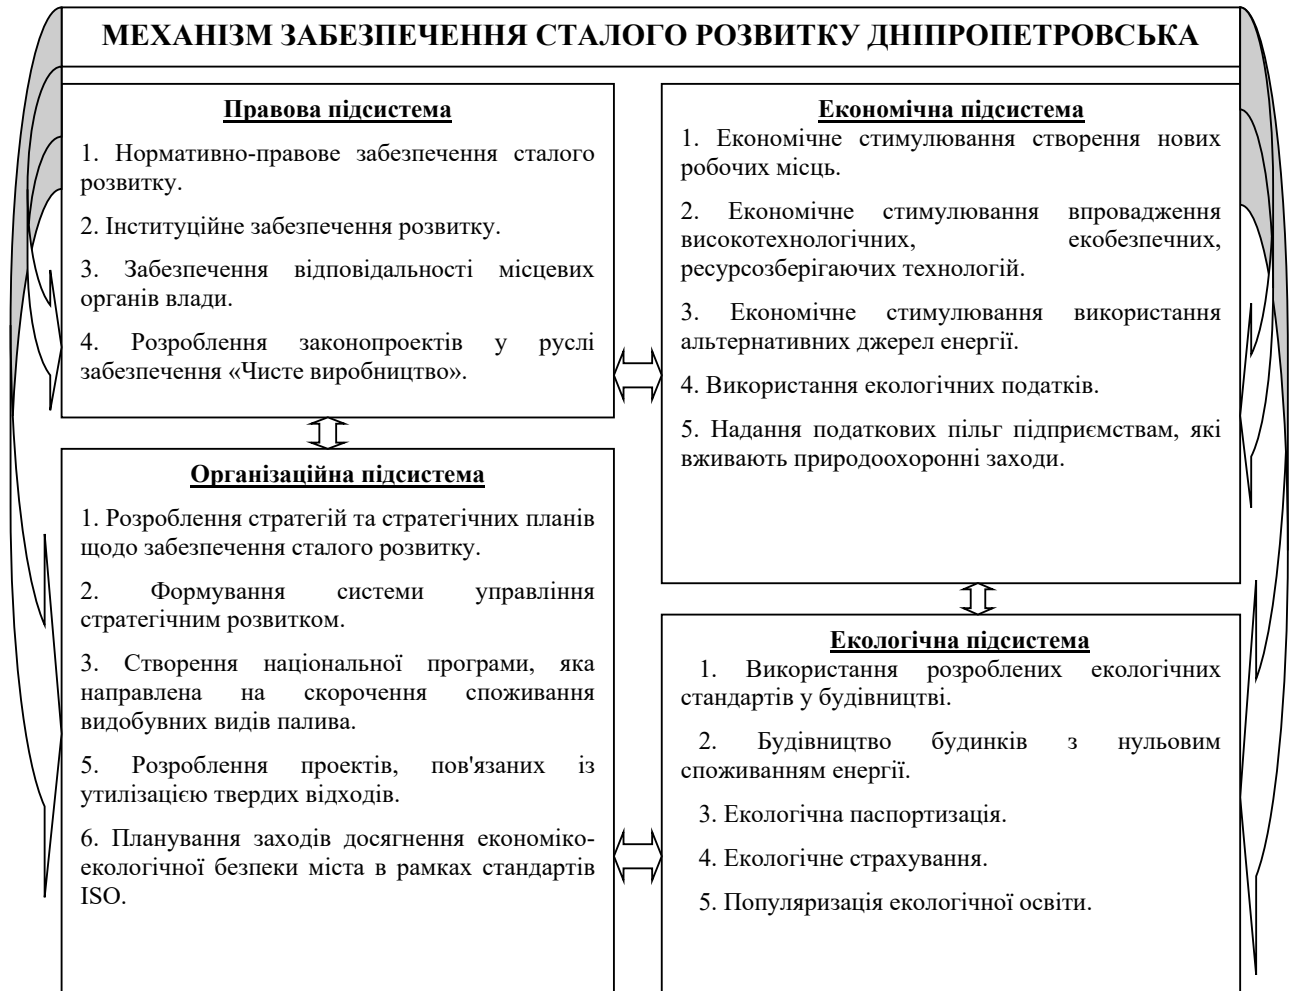 МЕХАНІЗМ ЗАБЕЗПЕЧЕННЯ СТАЛОГО РОЗВИТКУ ДНІПРОПЕТРОВСЬКА
Правова підсистема
1. Нормативно-правове забезпечення сталого
розвитку.
2. Інституційне забезпечення розвитку.
3. Забезпечення відповідальності місцевих
органів влади.
4. Розроблення законопроектів у руслі
забезпечення «Чисте виробництво».
Економічна підсистема
1. Економічне стимулювання створення нових
робочих місць.
2. Економічне стимулювання впровадження
високотехнологічних, екобезпечних,
ресурсозберігаючих технологій.
3. Економічне стимулювання використання
альтернативних джерел енергії.
4. Використання екологічних податків.
5. Надання податкових пільг підприємствам, які
вживають природоохоронні заходи.
Організаційна підсистема
1. Розроблення стратегій та стратегічних планів
щодо забезпечення сталого розвитку.
2. Формування системи управління
стратегічним розвитком.
3. Створення національної програми, яка
направлена на скорочення споживання
видобувних видів палива.
5. Розроблення проектів, пов'язаних із
утилізацією твердих відходів.
6. Планування заходів досягнення економіко-
екологічної безпеки міста в рамках стандартів
ISO.
Екологічна підсистема
1. Використання розроблених екологічних
стандартів у будівництві.
2. Будівництво будинків з нульовим
споживанням енергії.
3. Екологічна паспортизація.
4. Екологічне страхування.
5. Популяризація екологічної освіти.